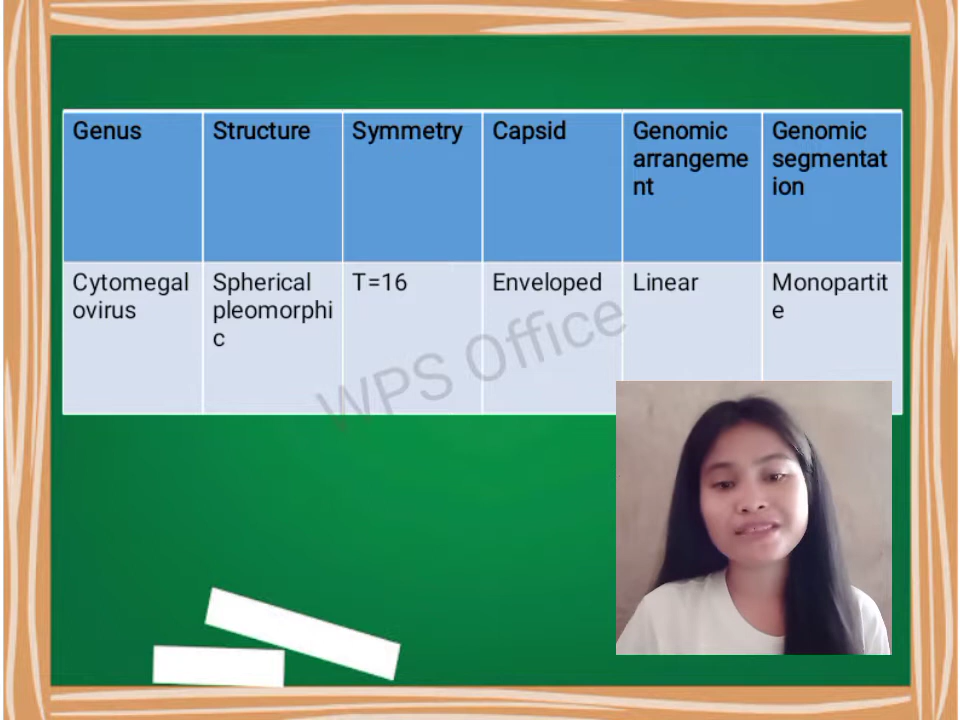 Genus
Structure
Symmetry
Capsid
Genomic
arrangeme
nt
Genomic
segmentat
ion
Cytomegal
ovirus
Spherical
pleomorphi
c
T=16
Enveloped
Linear
Monopartit
e
WPS Office